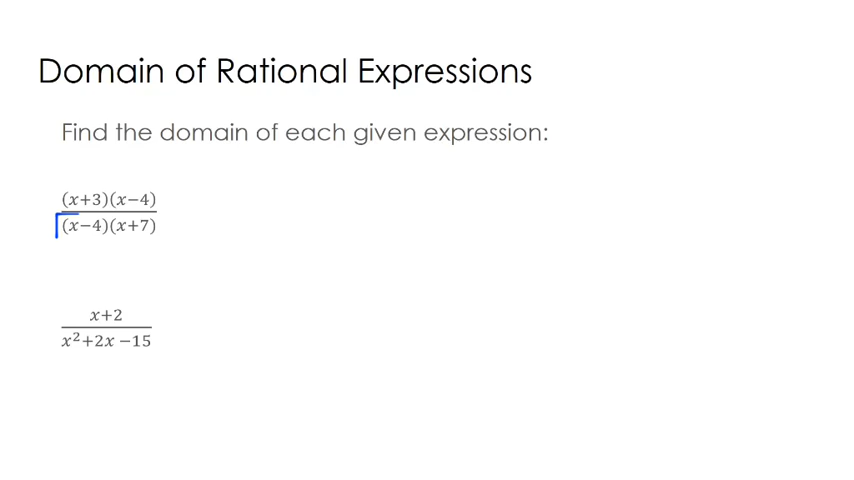 Domain of Rational Expressions
Find the domain of each given expression:
(x+3)(x−4)
(x−4)(x+7)
x+2
x²+2x −15